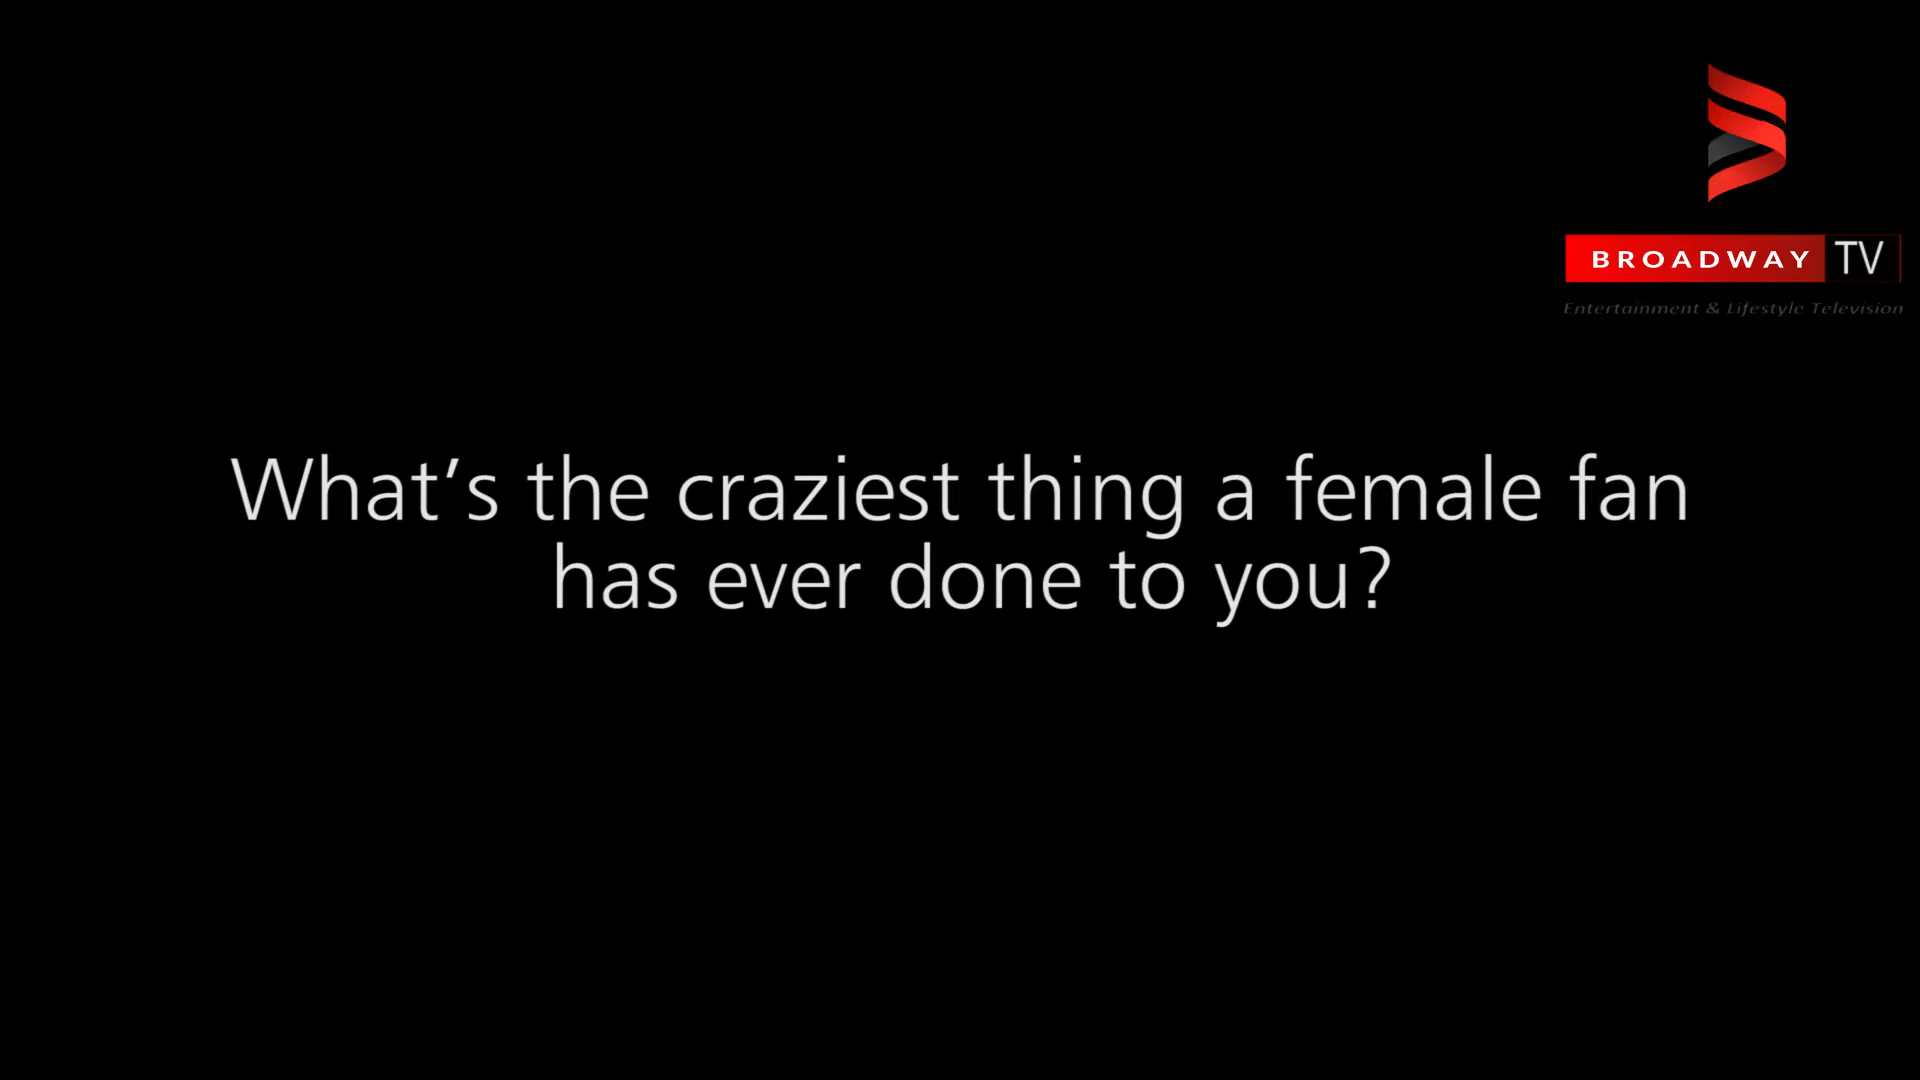 BROADWAY TV
Entertainment & Lifestyle Television
What's the craziest thing a female fan
has ever done to you?